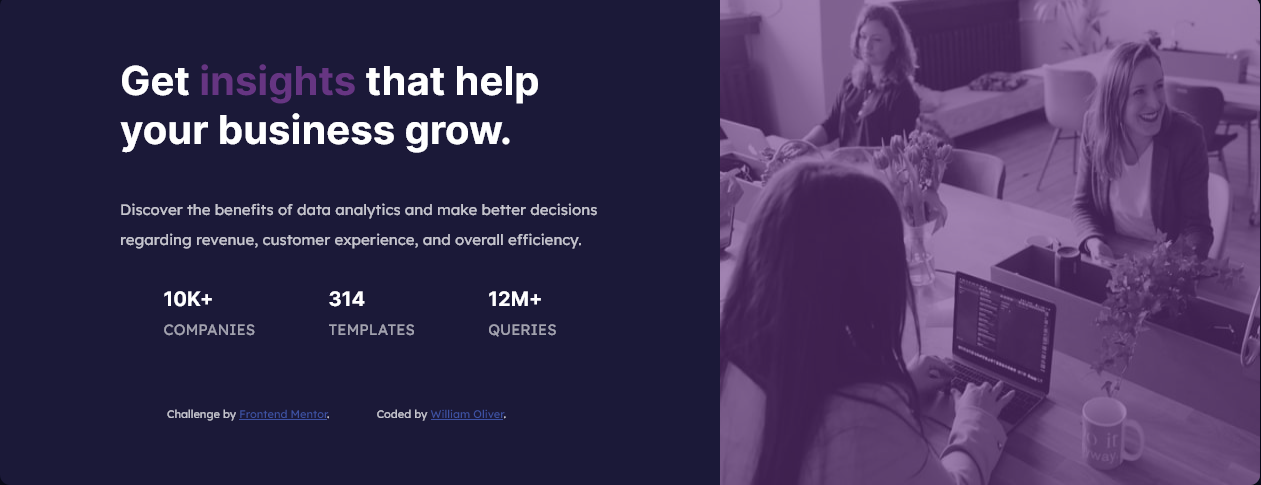 Get insights that help
your business grow.
Discover the benefits of data analytics and make better decisions
regarding revenue, customer experience, and overall efficiency.
10K+ 314 12M+
COMPANIES TEMPLATES QUERIES
Challenge by Frontend Mentor. Coded by William Oliver.